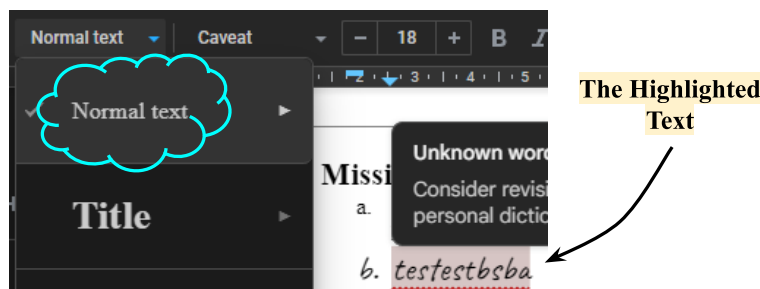 Normal text Caveat − 18 + B I
2 3 4 5
Normal text
Title
The Highlighted
Text
Unknown word
Consider revisi
personal dictio
Missi
a.
b. testestbsba